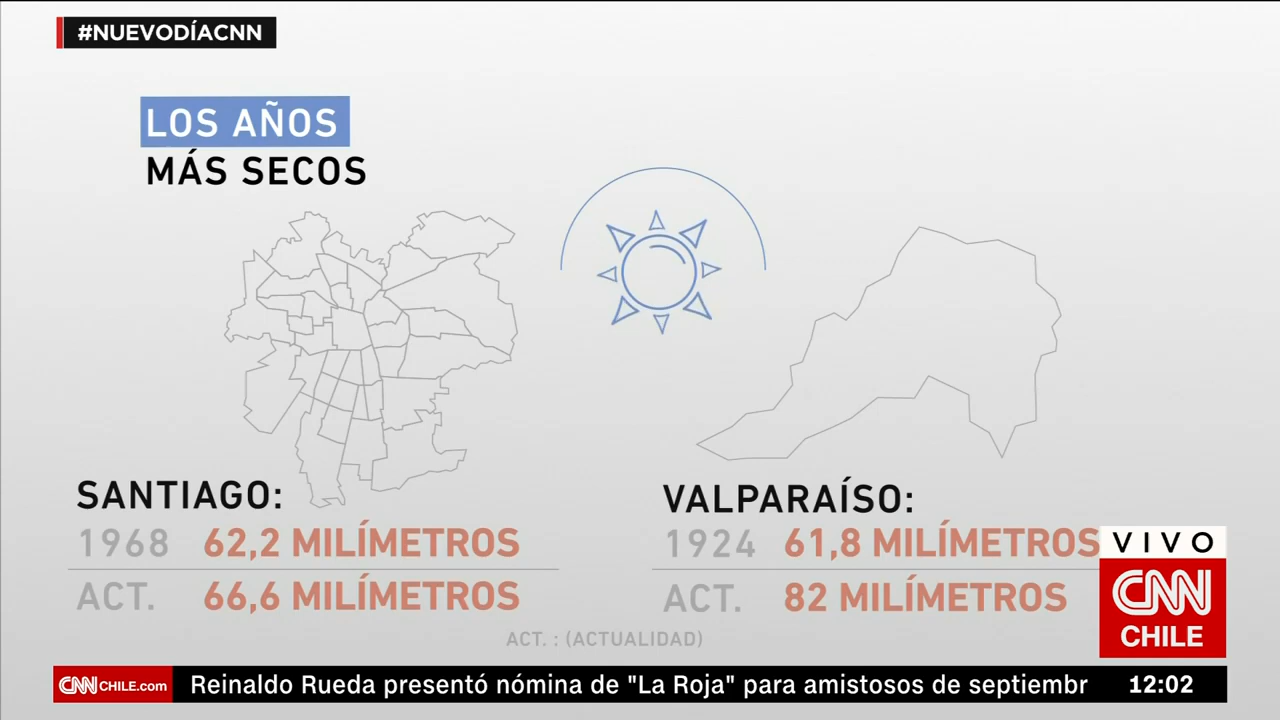 #NUEVODÍACNN
LOS AÑOS
MÁS SECOS
SANTIAGO:
1968 62,2 MILÍMETROS
ACT. 66,6 MILÍMETROS
VALPARAÍSO:
1924 61,8 MILÍMETROS
ACT. 82 MILÍMETROS
ACT. : (ACTUALIDAD)
VIVO
CNN
CHILE
CNNCHILE.com Reinaldo Rueda presentó nómina de "La Roja" para amistosos de septiembr 12:02